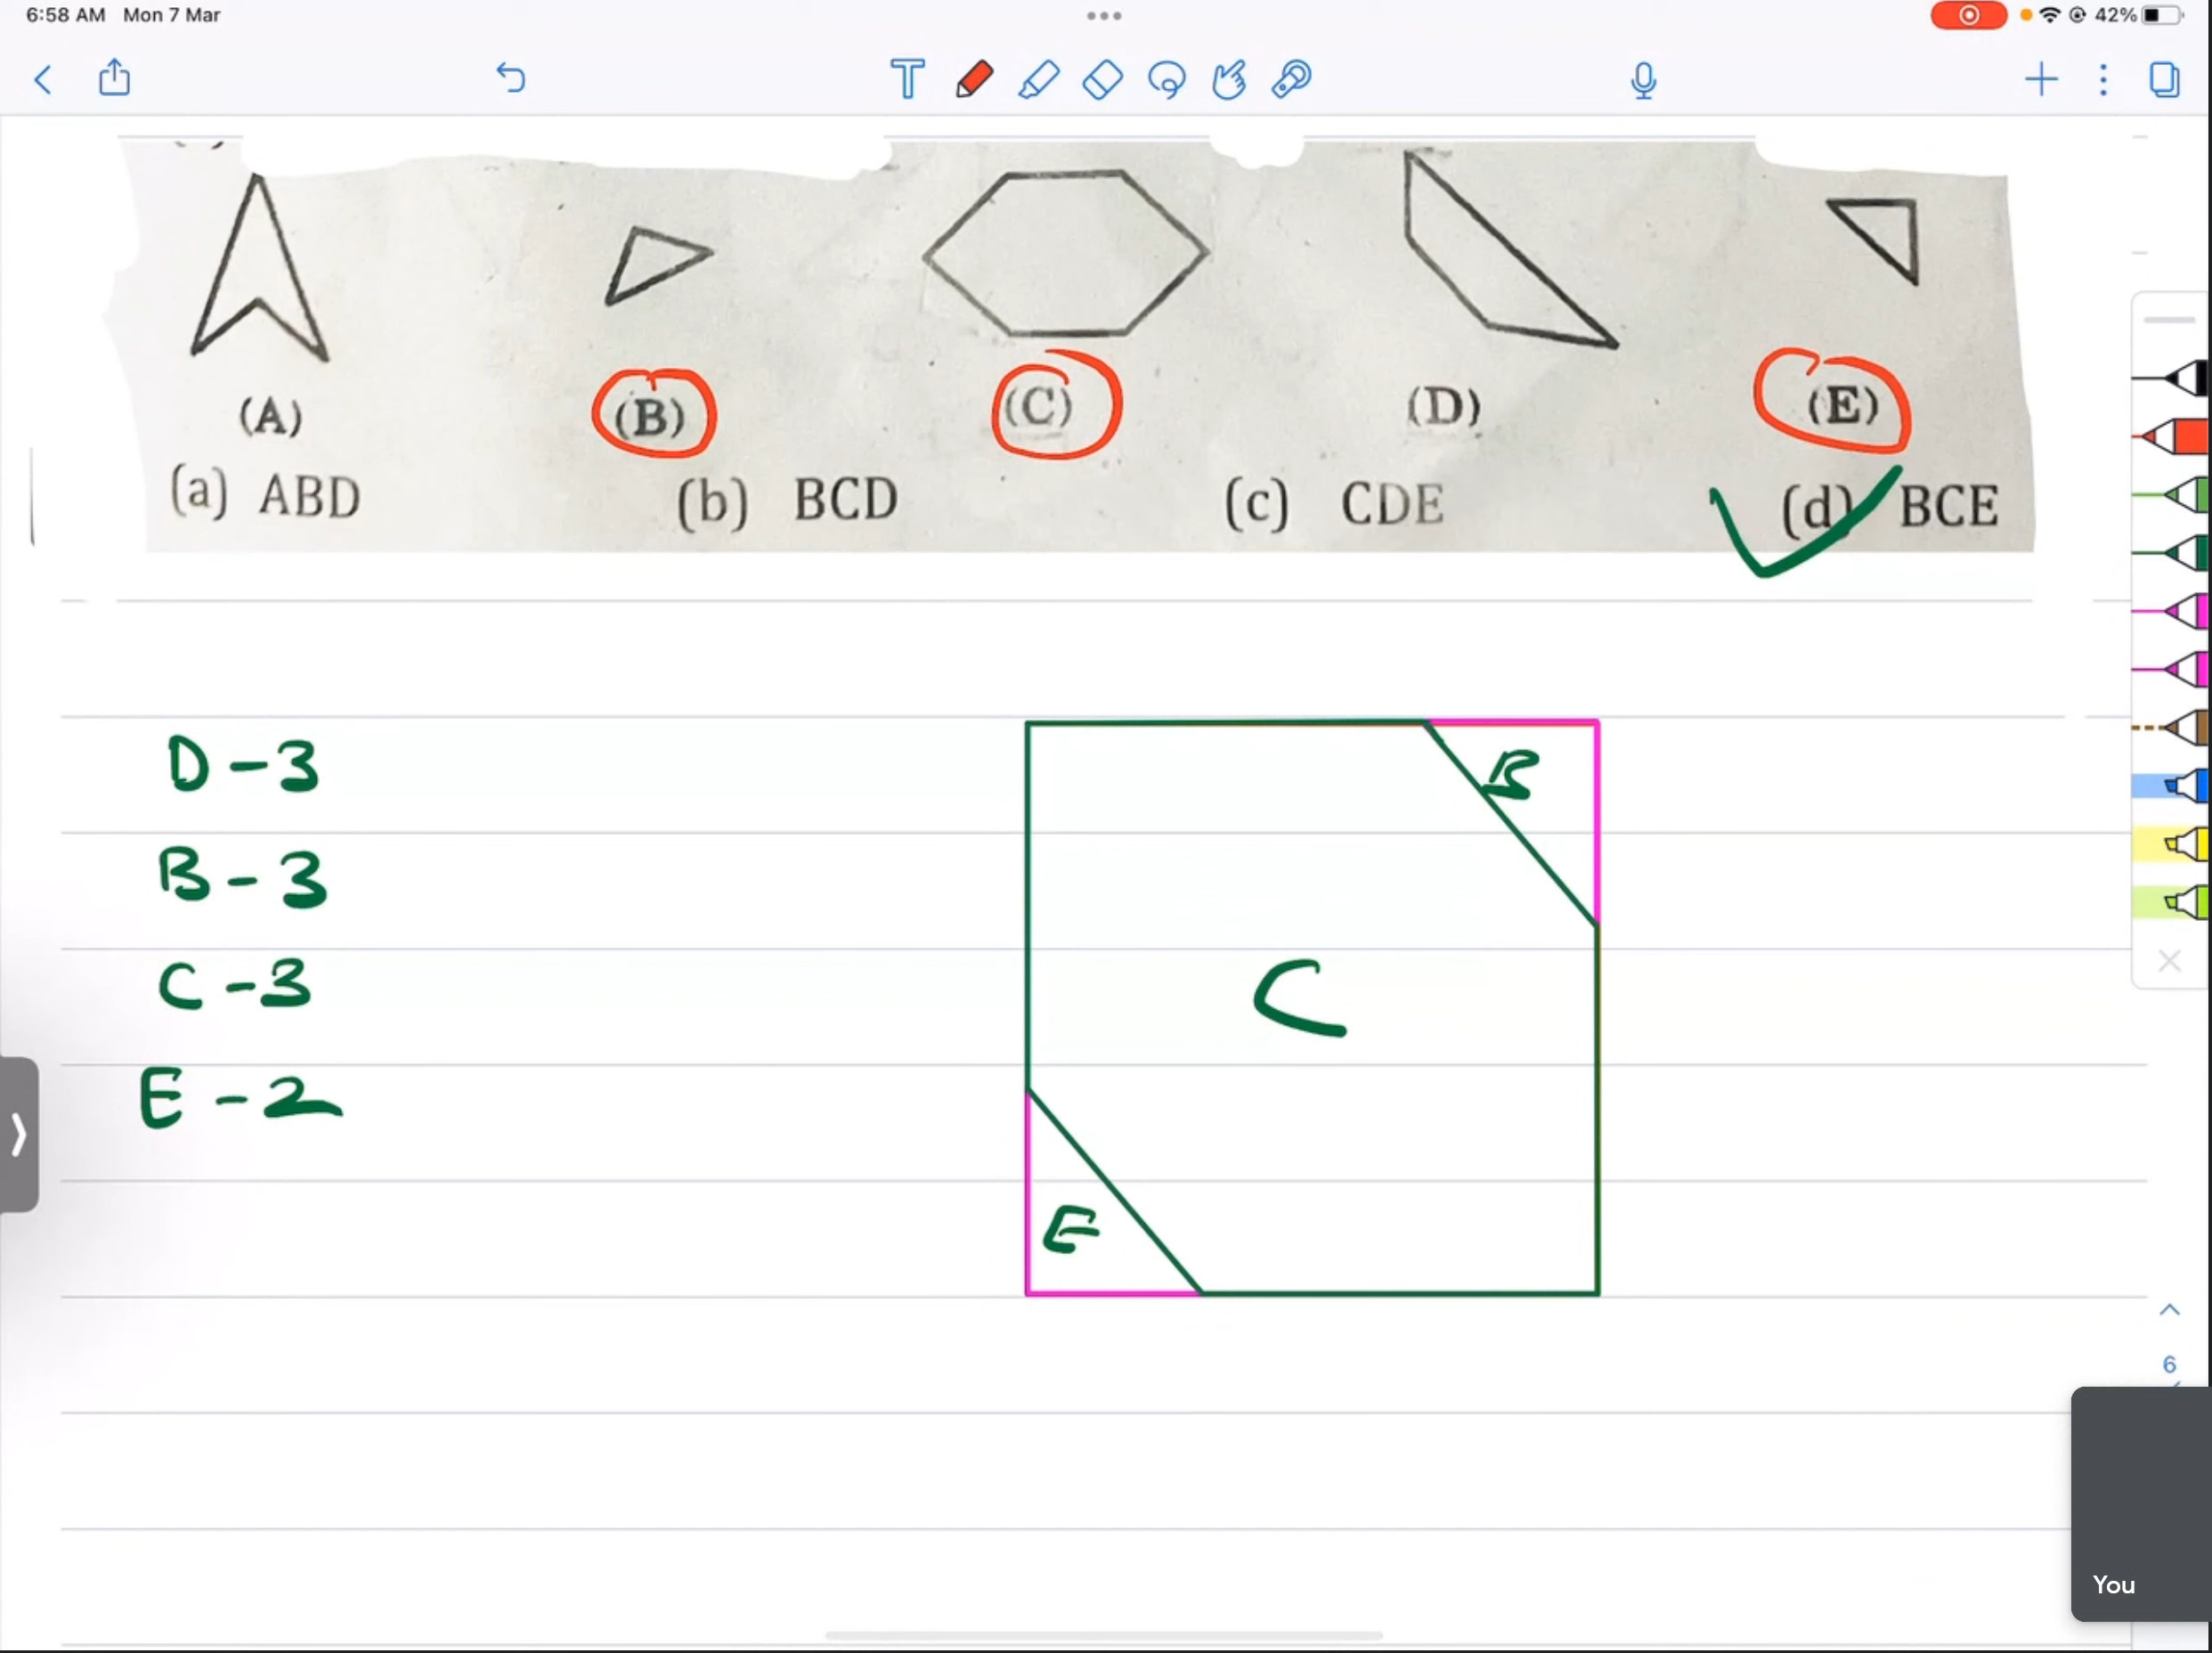 6:58 AM Mon 7 Mar
42%
(A) (B) (C) (D) (E)
(a) ABD (b) BCD (c) CDE (d) BCE
D-3
B-3
C-3
E-2
B
C
E
6
You